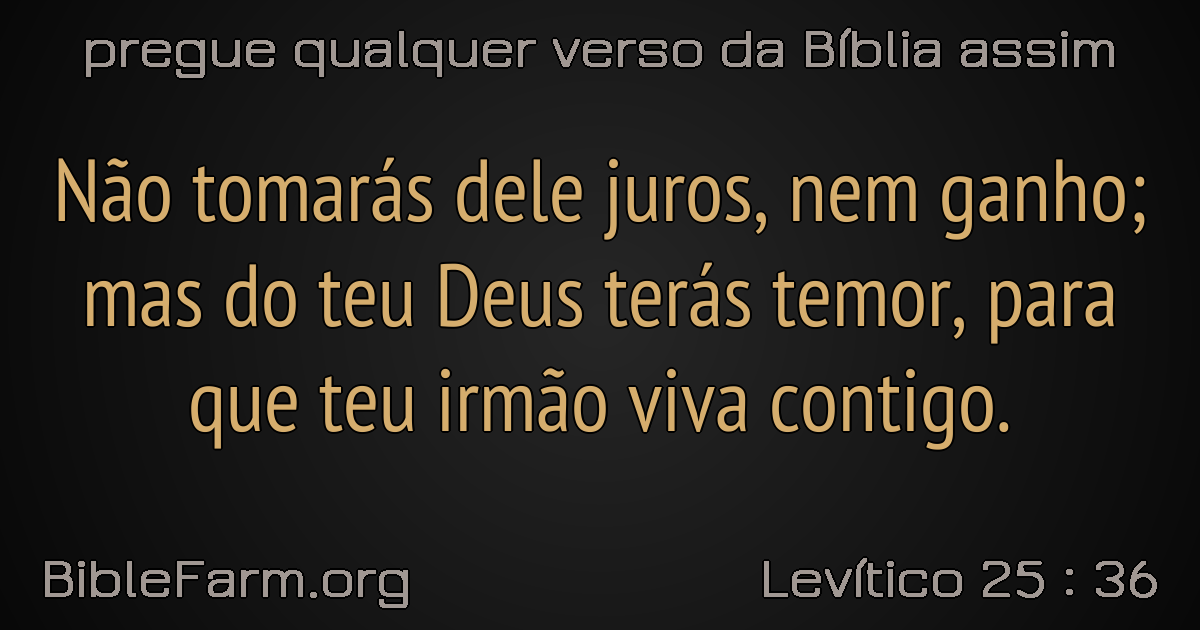 pregue qualquer verso da Bíblia assim
Não tomarás dele juros, nem ganho;
mas do teu Deus terás temor, para
que teu irmão viva contigo.
BibleFarm.org
Levítico 25 : 36